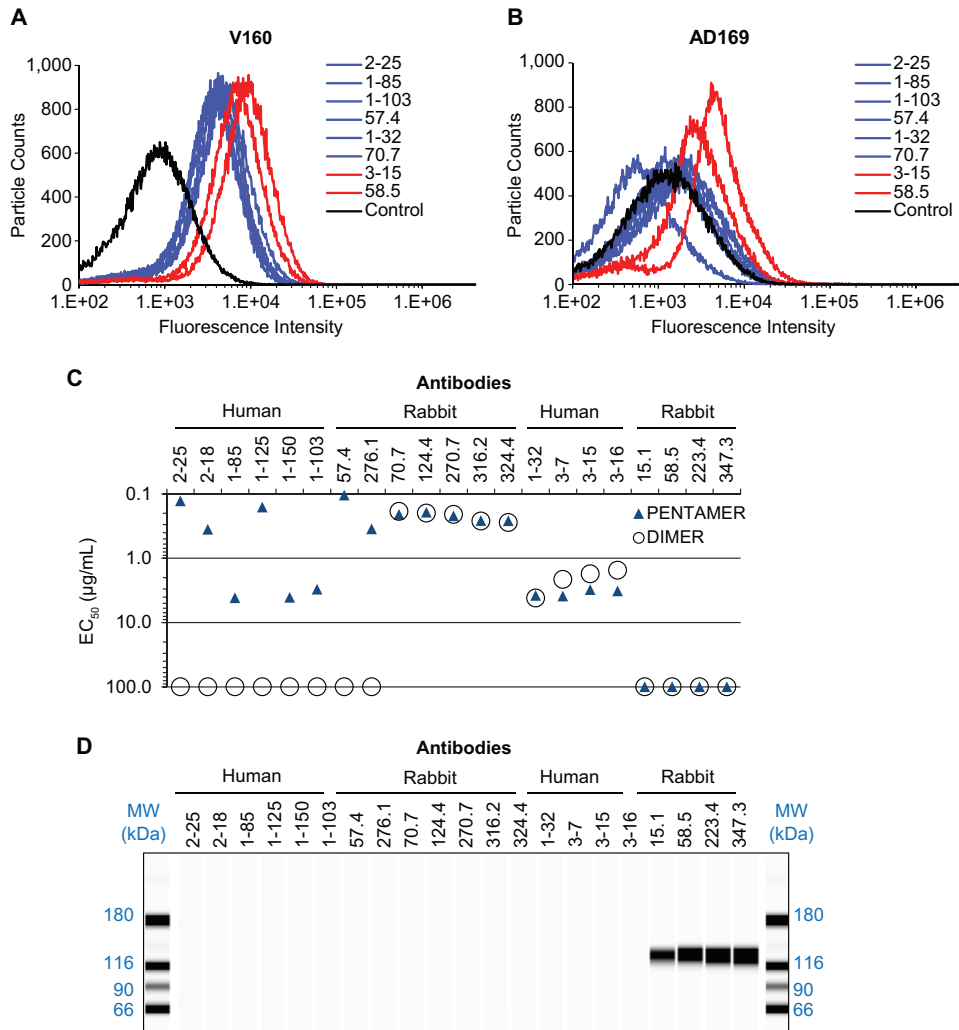 A
V160
1,000
800
600
400
200
0
Particle Counts
1.E+02 1.E+03 1.E+04 1.E+05 1.E+06
Fluorescence Intensity
2-25
1-85
1-103
57.4
1-32
70.7
3-15
58.5
Control
B
AD169
1,000
800
600
400
200
0
Particle Counts
1.E+02 1.E+03 1.E+04 1.E+05 1.E+06
Fluorescence Intensity
2-25
1-85
1-103
57.4
1-32
70.7
3-15
58.5
Control
C
Antibodies
Human Rabbit Human Rabbit
2-25 2-18 1-85 1-125 1-150 1-103 57.4 276.1 70.7 124.4 270.7 316.2 324.4 1-32 3-7 3-15 3-16 15.1 58.5 223.4 347.3
0.1
1.0
10.0
100.0
EC50 (µg/mL)
PENTAMER
DIMER
D
Antibodies
Human Rabbit Human Rabbit
MW (kDa)
2-25 2-18 1-85 1-125 1-150 1-103 57.4 276.1 70.7 124.4 270.7 316.2 324.4 1-32 3-7 3-15 3-16 15.1 58.5 223.4 347.3
MW (kDa)
180 180
116 116
90 90
66 66